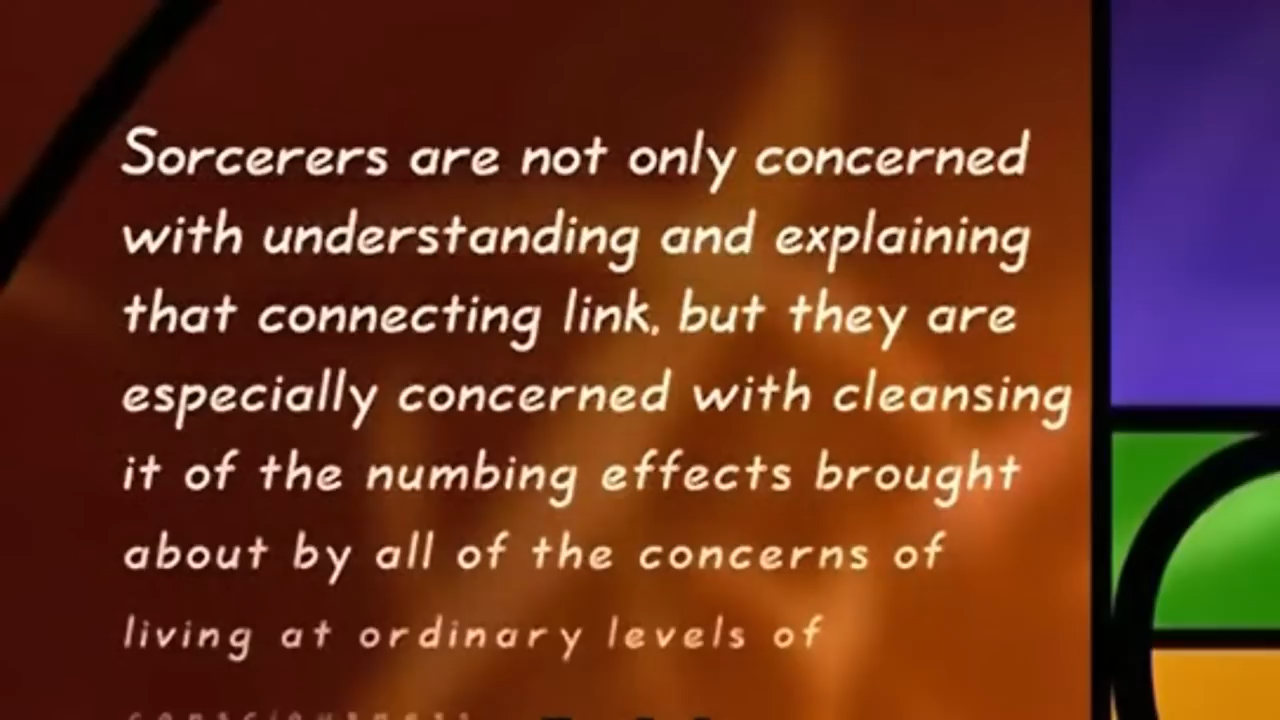 Sorcerers are not only concerned
with understanding and explaining
that connecting link, but they are
especially concerned with cleansing
it of the numbing effects brought
about by all of the concerns of
living at ordinary levels of